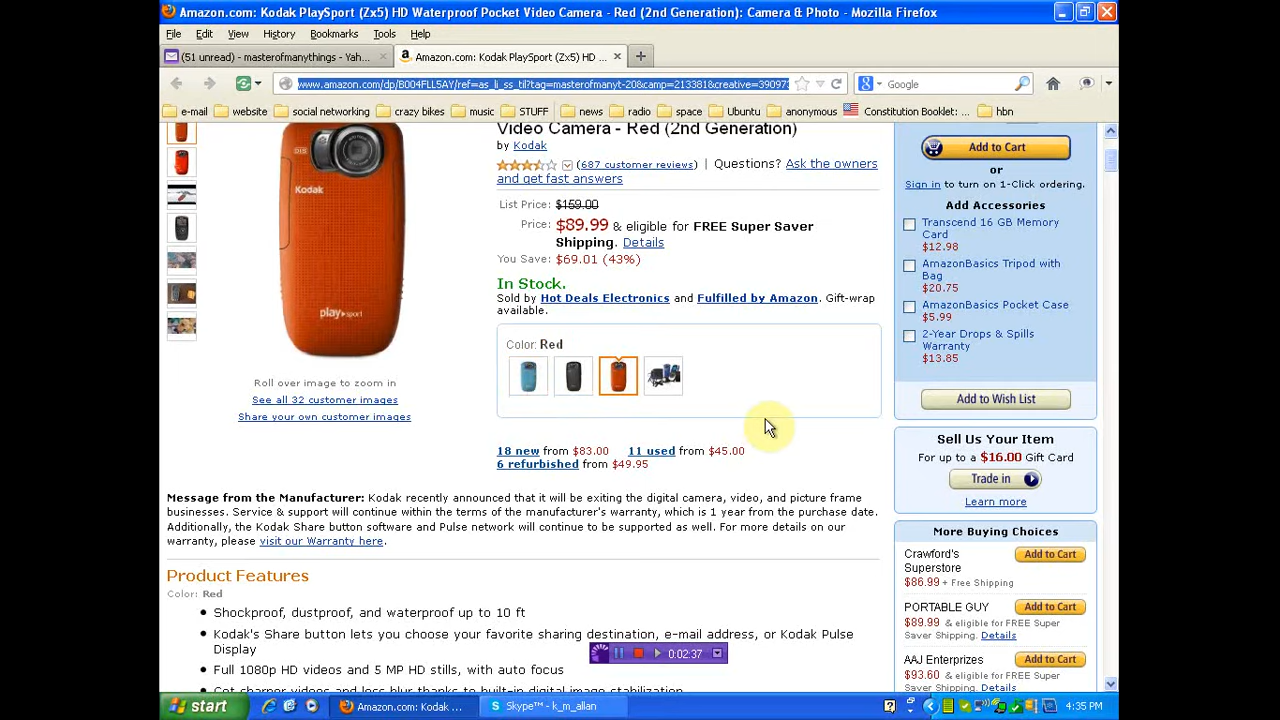 Amazon.com: Kodak PlaySport (Zx5) HD Waterproof Pocket Video Camera - Red (2nd Generation): Camera & Photo - Mozilla Firefox
File Edit View History Bookmarks Tools Help
(51 unread) - masterofmanythings - Yah...
Amazon.com: Kodak PlaySport (Zx5) HD ...
www.amazon.com/dp/B004FLL5AY/ref=as_li_ss_til?tag=masterofmanyt-20&camp=213381&creative=39097
Google
e-mail website social networking crazy bikes music STUFF news radio space Ubuntu anonymous Constitution Booklet: ... hbn
Video Camera - Red (2nd Generation)
by Kodak
(687 customer reviews) | Questions? Ask the owners
and get fast answers
List Price: $159.00
Price: $89.99 & eligible for FREE Super Saver
Shipping. Details
You Save: $69.01 (43%)
In Stock.
Sold by Hot Deals Electronics and Fulfilled by Amazon. Gift-wrap
available.
Color: Red
18 new from $83.00 11 used from $45.00
6 refurbished from $49.95
DIS
Kodak
play sport
Roll over image to zoom in
See all 32 customer images
Share your own customer images
Add to Cart
or
Sign in to turn on 1-Click ordering.
Add Accessories
Transcend 16 GB Memory
Card
$12.98
AmazonBasics Tripod with
Bag
$20.75
AmazonBasics Pocket Case
$5.99
2-Year Drops & Spills
Warranty
$13.85
Add to Wish List
Sell Us Your Item
For up to a $16.00 Gift Card
Trade in
Learn more
More Buying Choices
Crawford's
Superstore
Add to Cart
$86.99 + Free Shipping
PORTABLE GUY
Add to Cart
$89.99 & eligible for FREE Super
Saver Shipping. Details
AAJ Enterprizes
Add to Cart
$93.60 & eligible for FREE Super
Saver Shipping. Details
Message from the Manufacturer: Kodak recently announced that it will be exiting the digital camera, video, and picture frame
businesses. Service support will continue within the terms of the manufacturer's warranty, which is 1 year from the purchase date.
Additionally, the Kodak Share button software and Pulse network will continue to be supported as well. For more details on our
warranty, please visit our Warranty here.
Product Features
Color: Red
Shockproof, dustproof, and waterproof up to 10 ft
Kodak's Share button lets you choose your favorite sharing destination, e-mail address, or Kodak Pulse
Display
Full 1080p HD videos and 5 MP HD stills, with auto focus
Get sharper videos and less blur thanks to built-in digital image stabilization
0:02:37
start
Amazon.com: Kodak ...
Skype™ - k_m_allan
4:35 PM